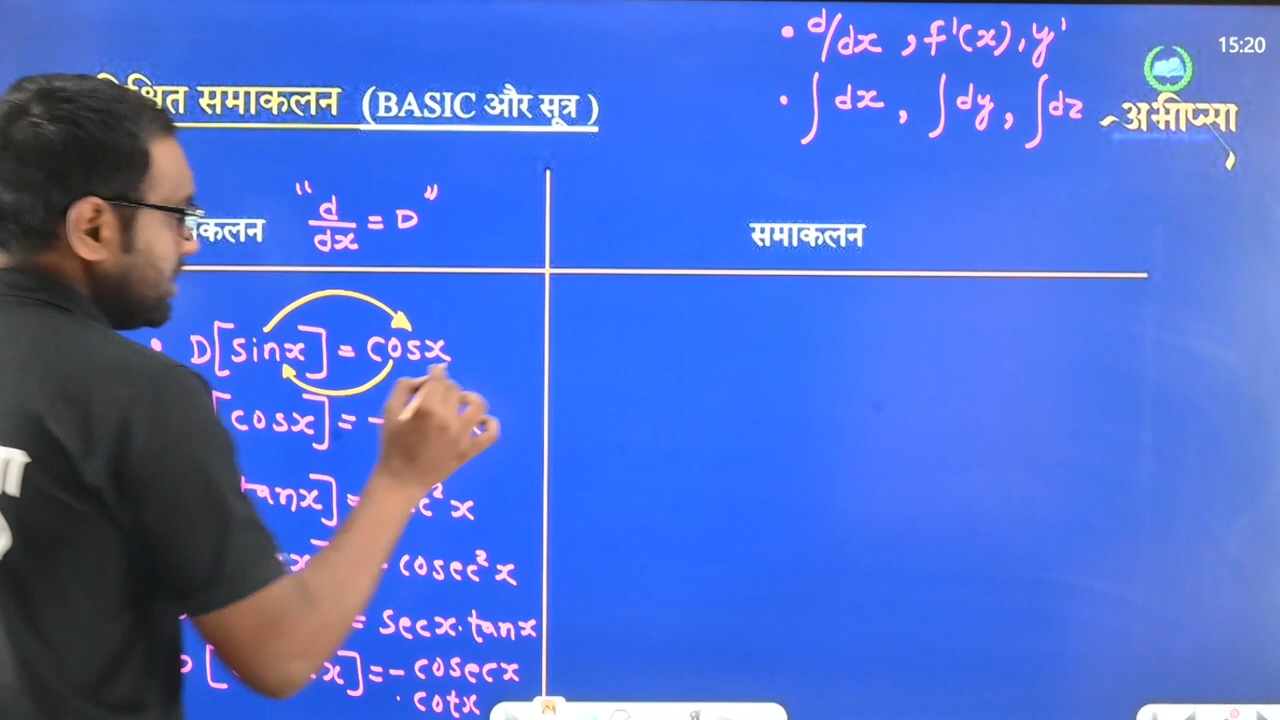 • d/dx , f'(x), y'
15:20
समाकलन (BASIC और सूत्र )
• ∫ dx , ∫ dy , ∫ dz
अभीप्सा
"d/dx = D"
समाकलन
• D[sinx] = cosx
[cosx] = -
tanx] = sec²x
x] - cosec²x
= secx.tanx
D[ x] = - cosecx
. cotx